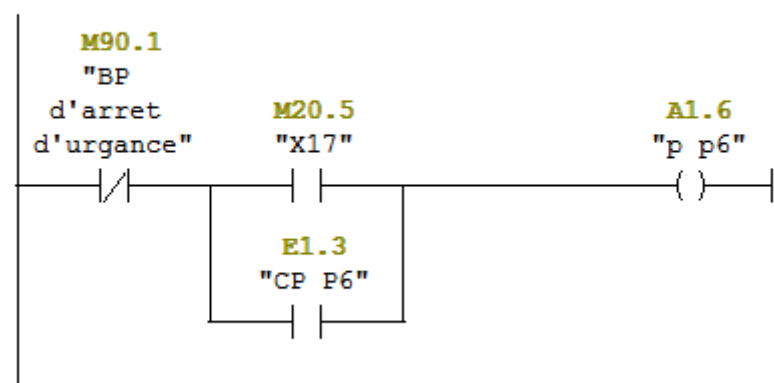 M90.1
"BP
d'arret
d'urgance"
M20.5
"X17"
A1.6
"p p6"
E1.3
"CP P6"